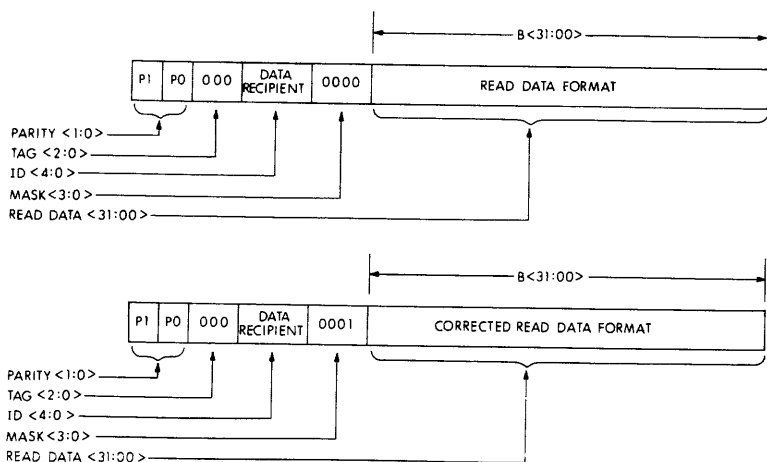 B<31:00>
P1 P0 000 DATA RECIPIENT 0000 READ DATA FORMAT
PARITY <1:0>
TAG <2:0>
ID <4:0>
MASK<3:0>
READ DATA <31:00>
B<31:00>
P1 P0 000 DATA RECIPIENT 0001 CORRECTED READ DATA FORMAT
PARITY <1:0>
TAG <2:0>
ID <4:0>
MASK<3:0>
READ DATA <31:00>